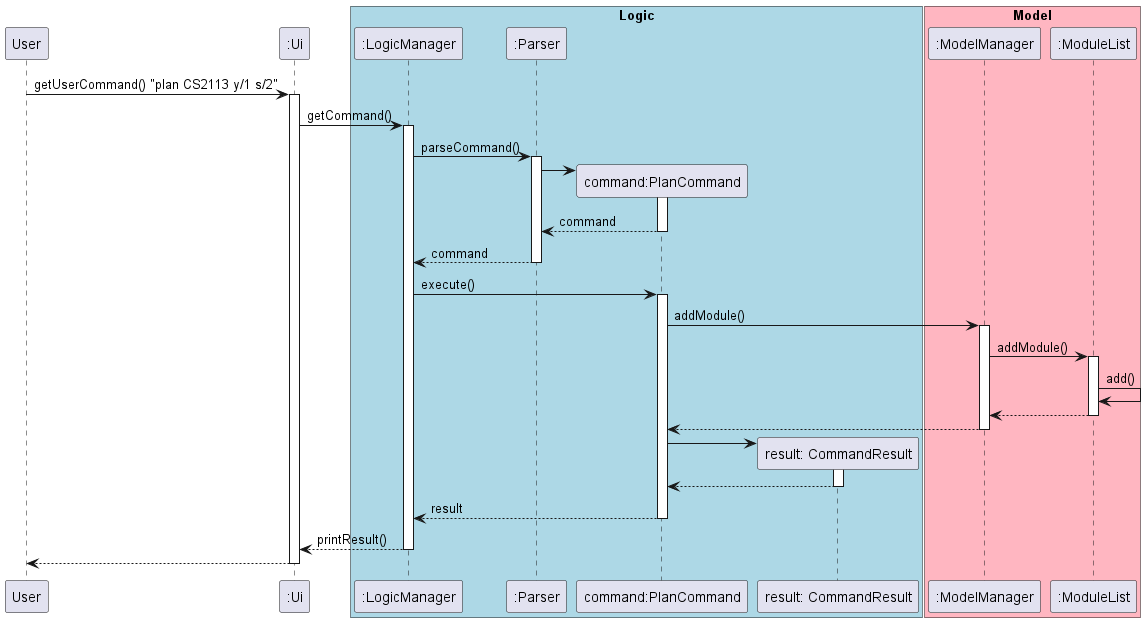 Logic
Model
User
:Ui
:LogicManager
:Parser
:ModelManager
:ModuleList
getUserCommand() "plan CS2113 y/1 s/2"
getCommand()
parseCommand()
command:PlanCommand
command
command
execute()
addModule()
addModule()
add()
result: CommandResult
result
printResult()
User
:Ui
:LogicManager
:Parser
command:PlanCommand
result: CommandResult
:ModelManager
:ModuleList